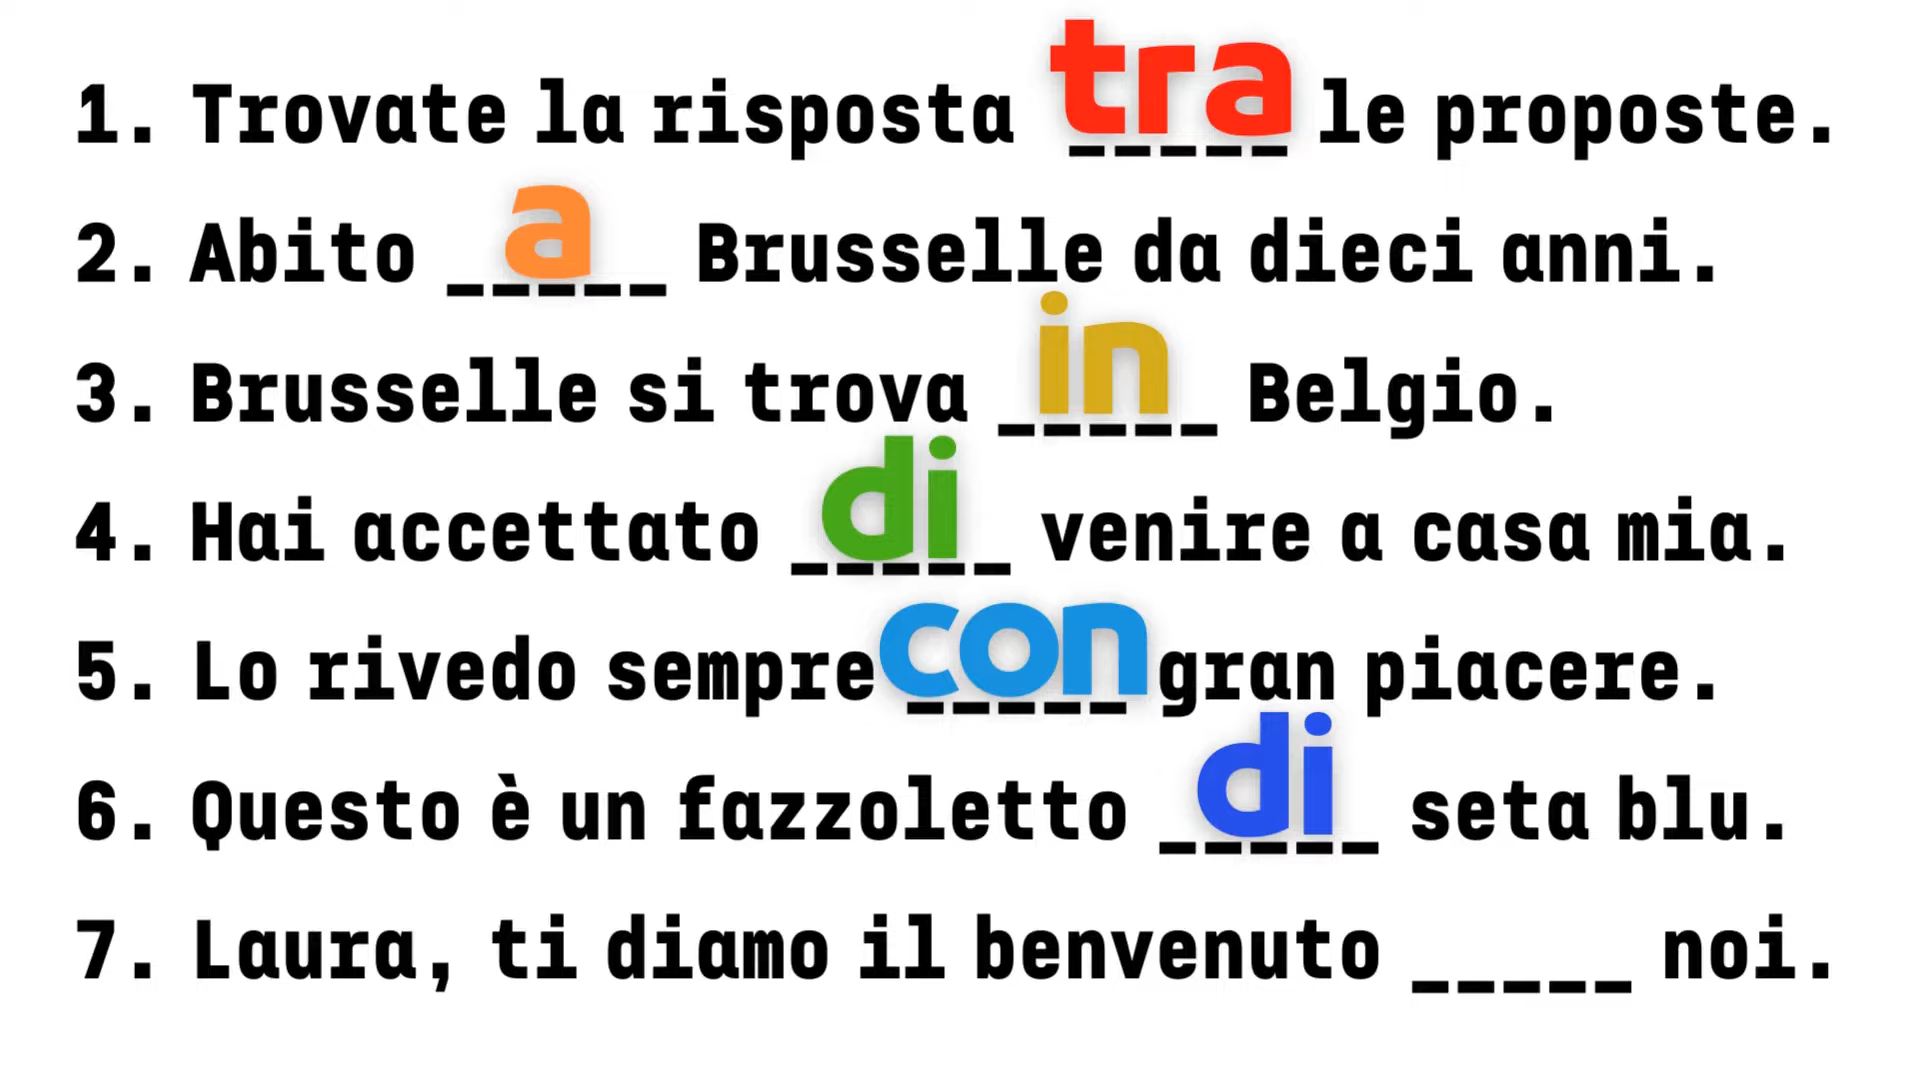 1. Trovate la risposta tra le proposte.
2. Abito a Brusselle da dieci anni.
3. Brusselle si trova in Belgio.
4. Hai accettato di venire a casa mia.
5. Lo rivedo sempre con gran piacere.
6. Questo è un fazzoletto di seta blu.
7. Laura, ti diamo il benvenuto _____ noi.